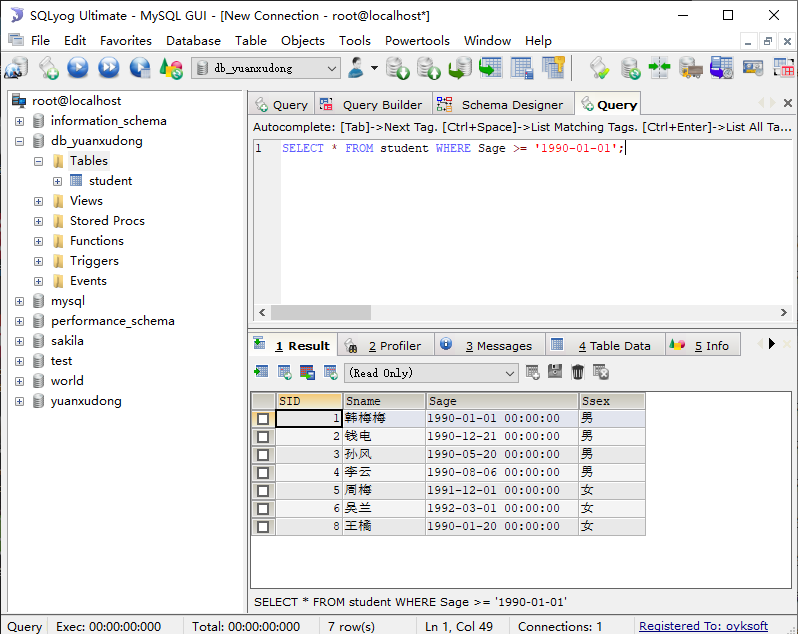 SQLyog Ultimate - MySQL GUI - [New Connection - root@localhost*]
File Edit Favorites Database Table Objects Tools Powertools Window Help
db_yuanxudong
root@localhost
information_schema
db_yuanxudong
Tables
student
Views
Stored Procs
Functions
Triggers
Events
mysql
performance_schema
sakila
test
world
yuanxudong
Query Query Builder Schema Designer Query
Autocomplete: [Tab]->Next Tag. [Ctrl+Space]->List Matching Tags. [Ctrl+Enter]->List All Ta...
1 SELECT * FROM student WHERE Sage >= '1990-01-01';
1 Result 2 Profiler 3 Messages 4 Table Data 5 Info
(Read Only)
SID Sname Sage Ssex
1 韩梅梅 1990-01-01 00:00:00 男
2 钱电 1990-12-21 00:00:00 男
3 孙风 1990-05-20 00:00:00 男
4 李云 1990-08-06 00:00:00 男
5 周梅 1991-12-01 00:00:00 女
6 吴兰 1992-03-01 00:00:00 女
8 王橘 1990-01-20 00:00:00 女
SELECT * FROM student WHERE Sage >= '1990-01-01'
Query Exec: 00:00:00:000 Total: 00:00:00:000 7 row(s) Ln 1, Col 49 Connections: 1 Registered To: oyksoft